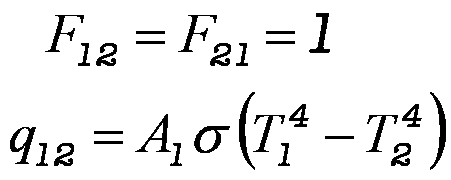 F₁₂ = F₂₁ = 1
q₁₂ = A₁σ(T₁⁴ − T₂⁴)